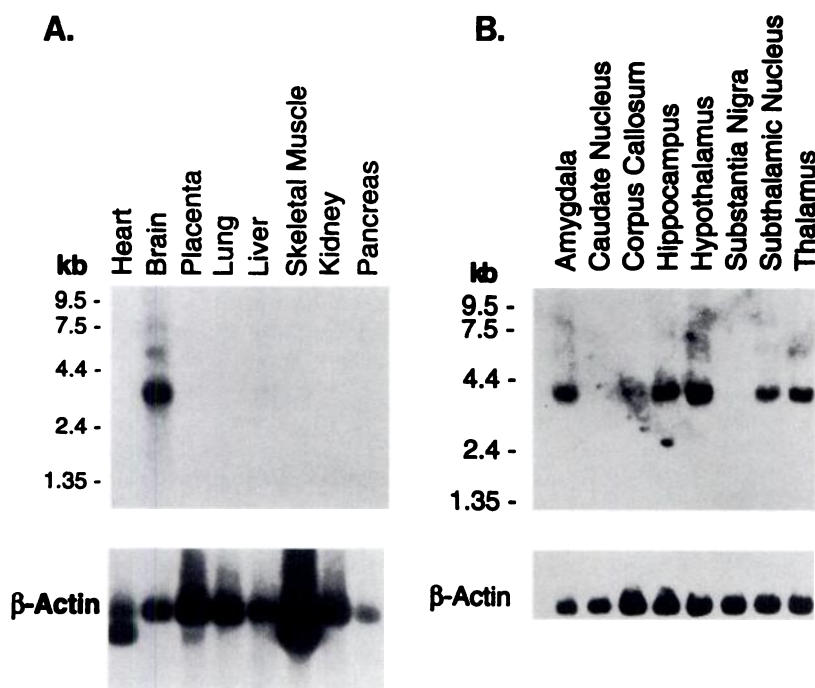 A.
Heart
Brain
Placenta
Lung
Liver
Skeletal Muscle
Kidney
Pancreas
kb
9.5 -
7.5 -
4.4 -
2.4 -
1.35 -
β-Actin
B.
Amygdala
Caudate Nucleus
Corpus Callosum
Hippocampus
Hypothalamus
Substantia Nigra
Subthalamic Nucleus
Thalamus
kb
9.5 -
7.5 -
4.4 -
2.4 -
1.35 -
β-Actin